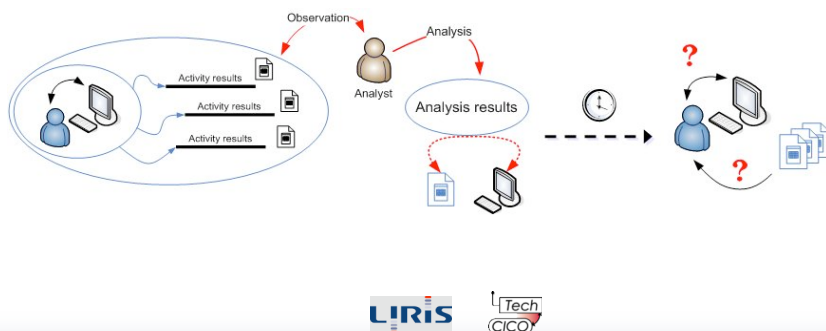 Observation
Analysis
Activity results
Activity results
Activity results
Analyst
Analysis results
?
?
LIRIS
Tech
CICO